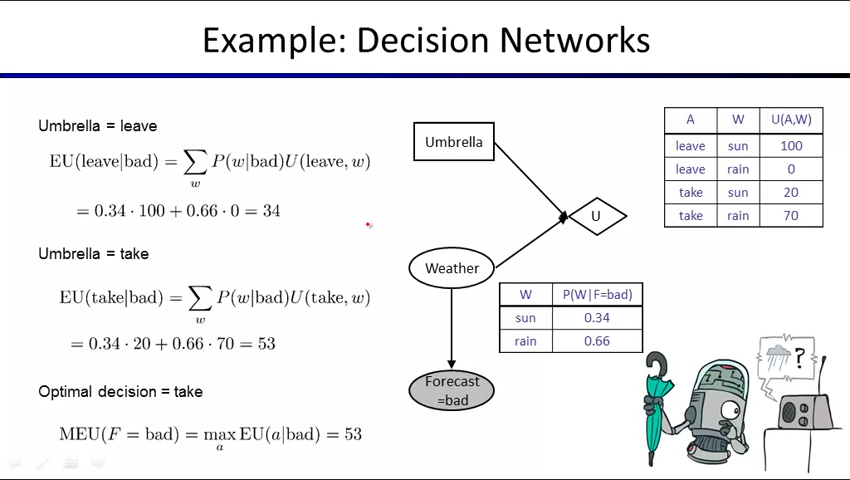 Example: Decision Networks
Umbrella = leave
EU(leave|bad) = ∑ P(w|bad)U(leave, w)
w
= 0.34 · 100 + 0.66 · 0 = 34
Umbrella = take
EU(take|bad) = ∑ P(w|bad)U(take, w)
w
= 0.34 · 20 + 0.66 · 70 = 53
Optimal decision = take
MEU(F = bad) = max EU(a|bad) = 53
a
Umbrella
U
Weather
Forecast
=bad
W P(W|F=bad)
sun 0.34
rain 0.66
A W U(A,W)
leave sun 100
leave rain 0
take sun 20
take rain 70
?